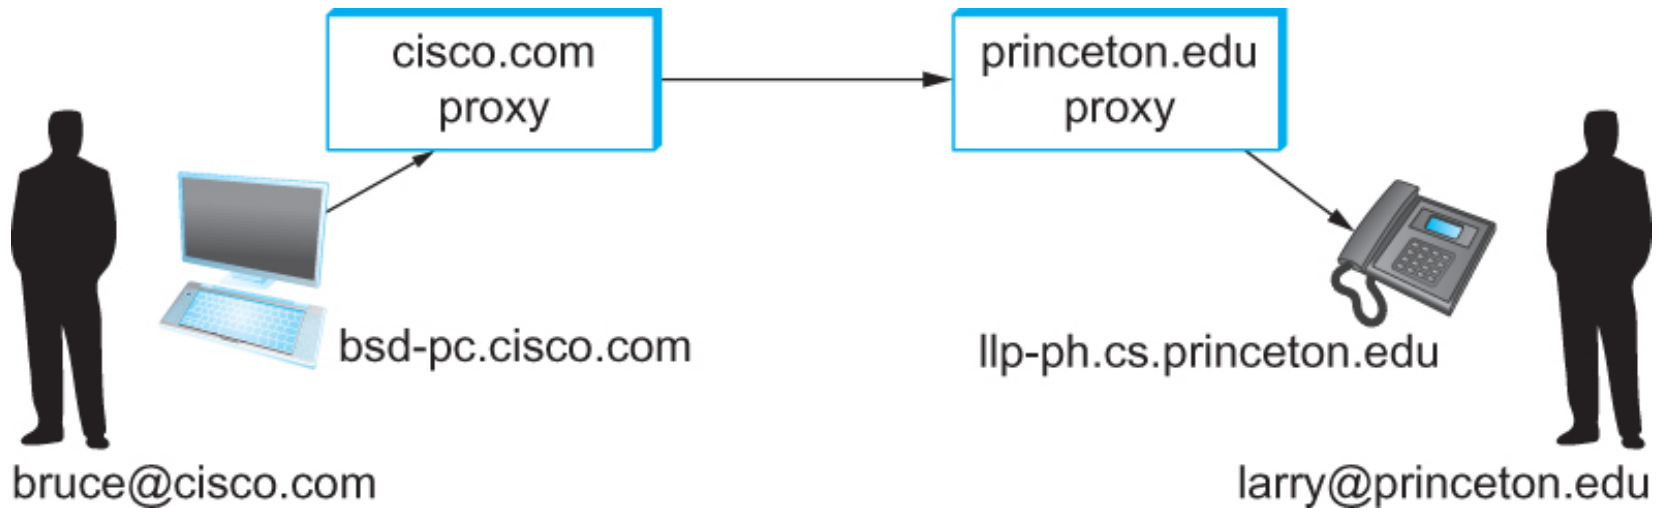 cisco.com
proxy
princeton.edu
proxy
bsd-pc.cisco.com
llp-ph.cs.princeton.edu
bruce@cisco.com
larry@princeton.edu